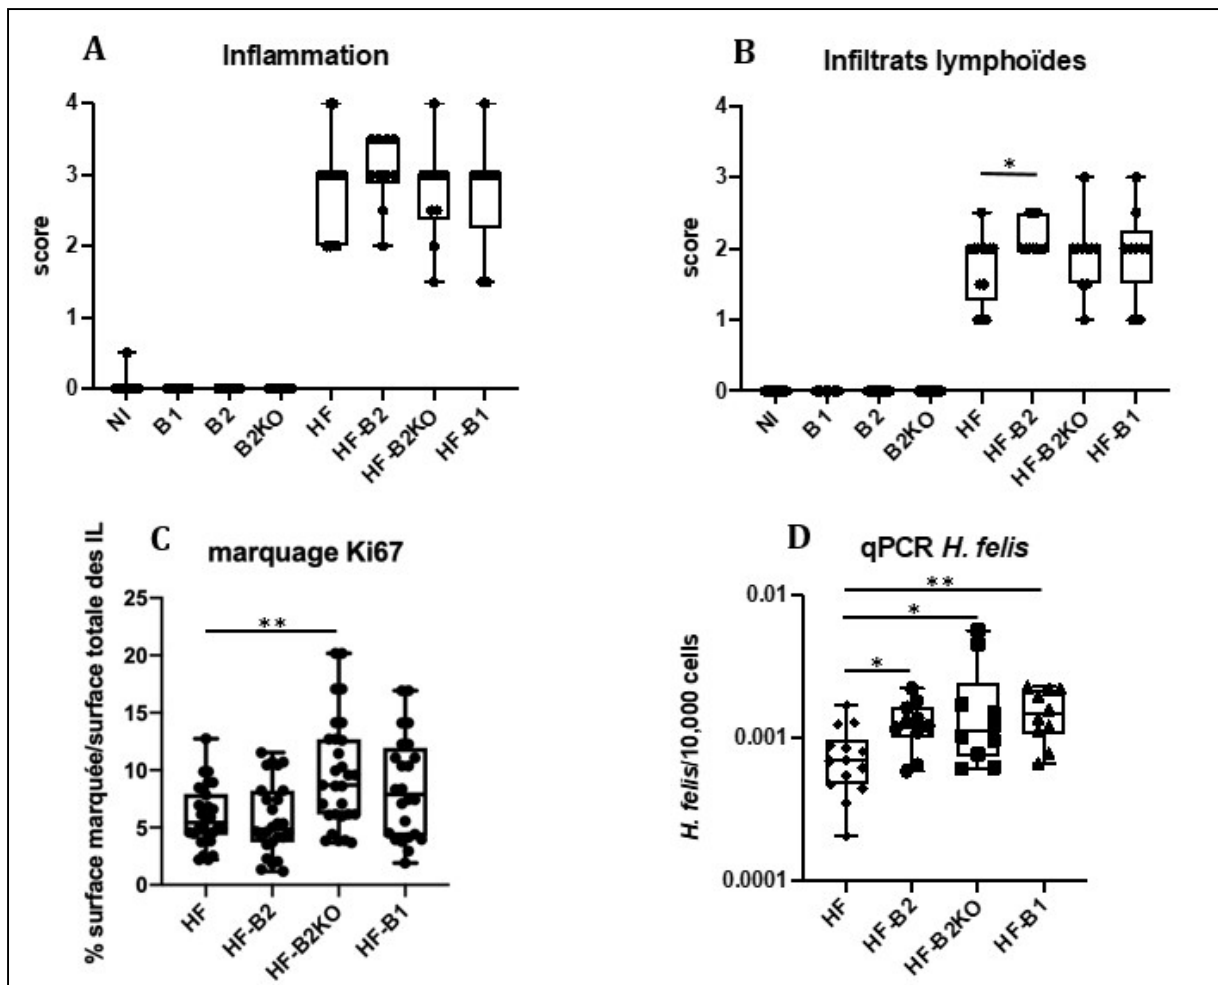 A
Inflammation
4
3
2
1
0
score
NI
B1
B2
B2KO
HF
HF-B2
HF-B2KO
HF-B1
B
Infiltrats lymphoïdes
4
3
2
1
0
score
*
NI
B1
B2
B2KO
HF
HF-B2
HF-B2KO
HF-B1
C
marquage Ki67
% surface marquée/surface totale des IL
25
20
15
10
5
0
**
HF
HF-B2
HF-B2KO
HF-B1
D
qPCR H. felis
H. felis/10,000 cells
0.01
0.001
0.0001
**
*
*
HF
HF-B2
HF-B2KO
HF-B1